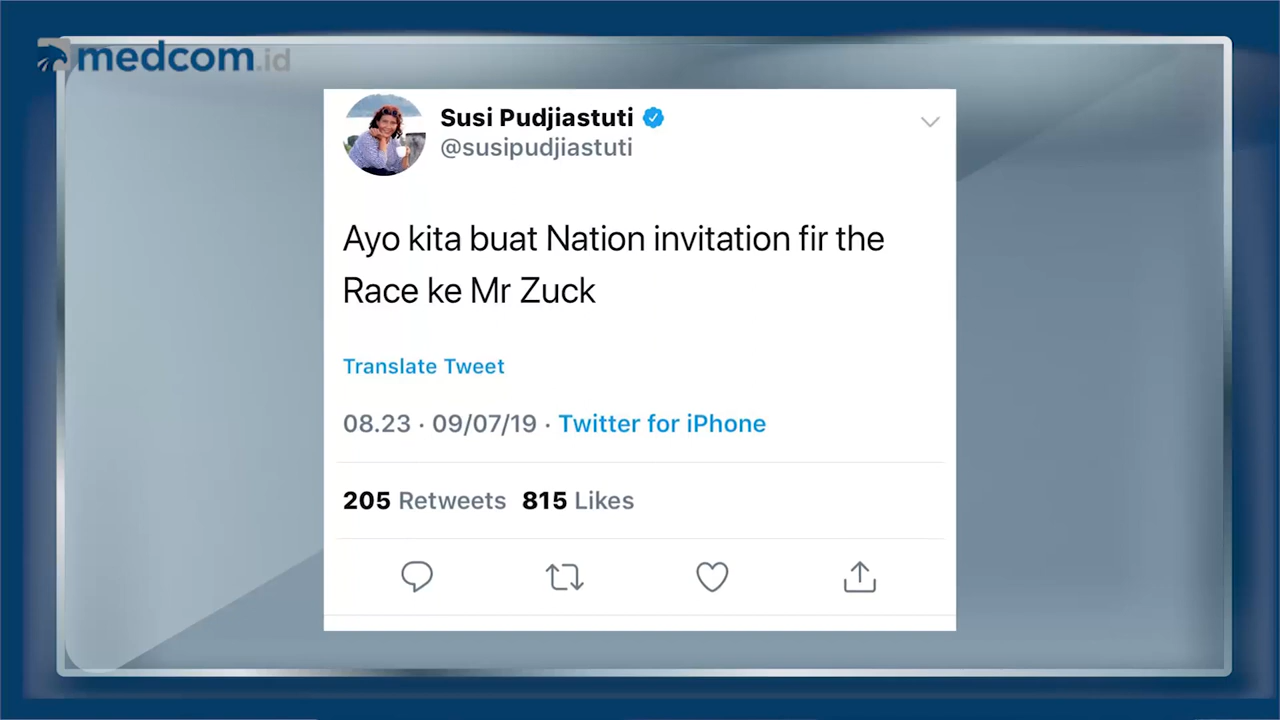 medcom.id
Susi Pudjiastuti
@susipudjiastuti
Ayo kita buat Nation invitation fir the
Race ke Mr Zuck
Translate Tweet
08.23 · 09/07/19 · Twitter for iPhone
205 Retweets 815 Likes